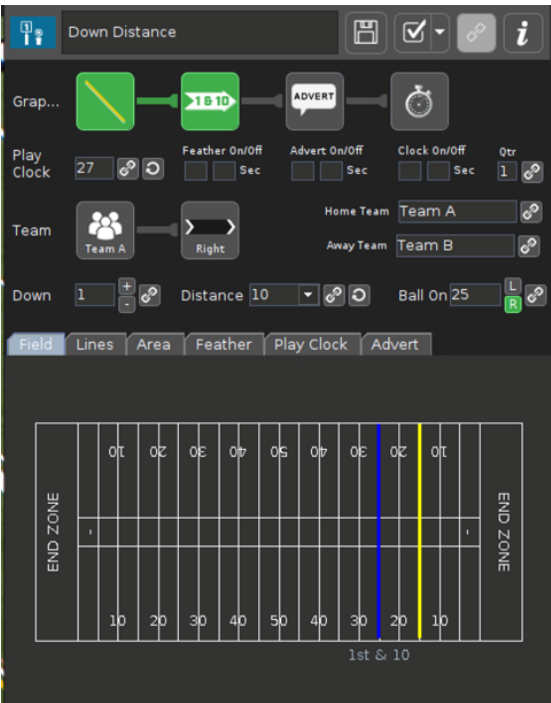 Down Distance
Grap...
1 & 10
ADVERT
Play Clock
27
Feather On/Off
Sec
Advert On/Off
Sec
Clock On/Off
Sec
Qtr
1
Team
Team A
Right
Home Team Team A
Away Team Team B
Down 1 + -
Distance 10
Ball On 25 L R
Field Lines Area Feather Play Clock Advert
10 20 30 40 50 40 30 20 10
END ZONE
END ZONE
10 20 30 40 50 40 30 20 10
1st & 10